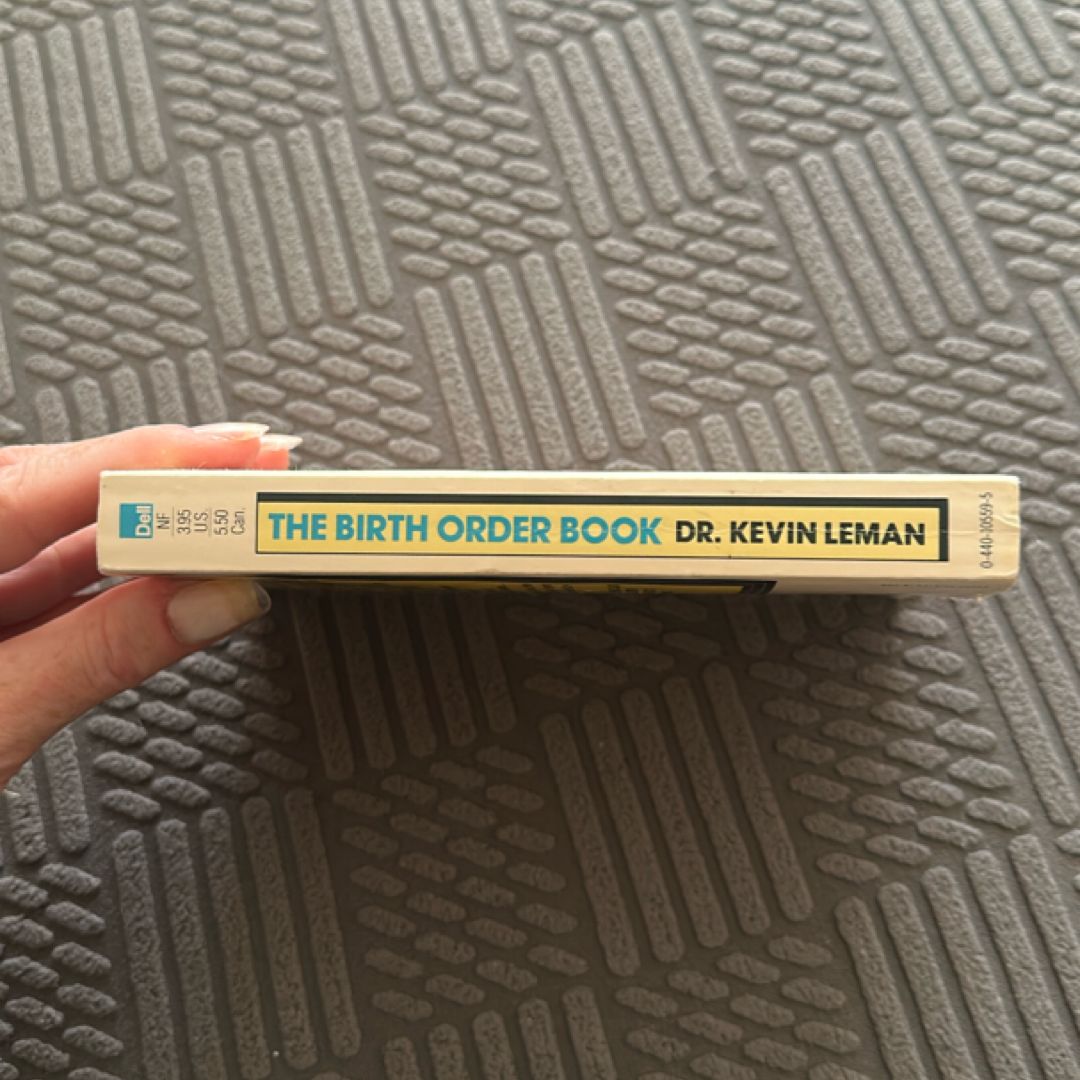 Dell
NF
3.95
U.S.
5.50
Can.
THE BIRTH ORDER BOOK DR. KEVIN LEMAN
0-440-10559-5